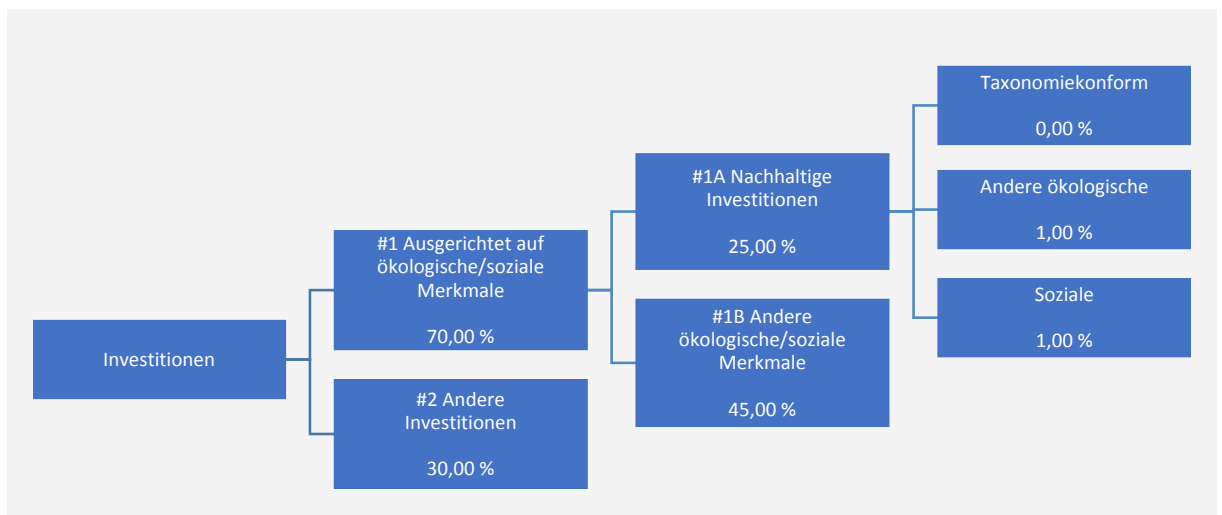 Investitionen
#1 Ausgerichtet auf
ökologische/soziale
Merkmale
70,00 %
#2 Andere
Investitionen
30,00 %
#1A Nachhaltige
Investitionen
25,00 %
#1B Andere
ökologische/soziale
Merkmale
45,00 %
Taxonomiekonform
0,00 %
Andere ökologische
1,00 %
Soziale
1,00 %